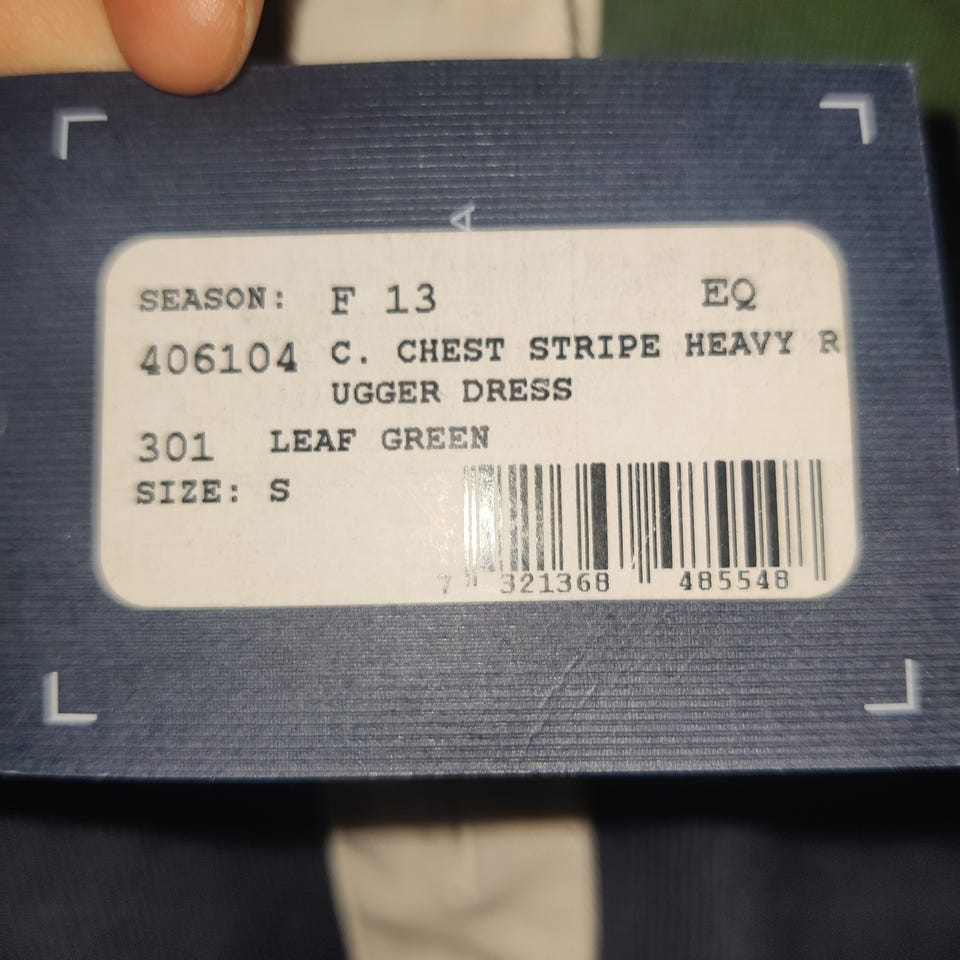 SEASON: F 13 EQ
406104 C. CHEST STRIPE HEAVY R
UGGER DRESS
301 LEAF GREEN
SIZE: S
7 321368 485548